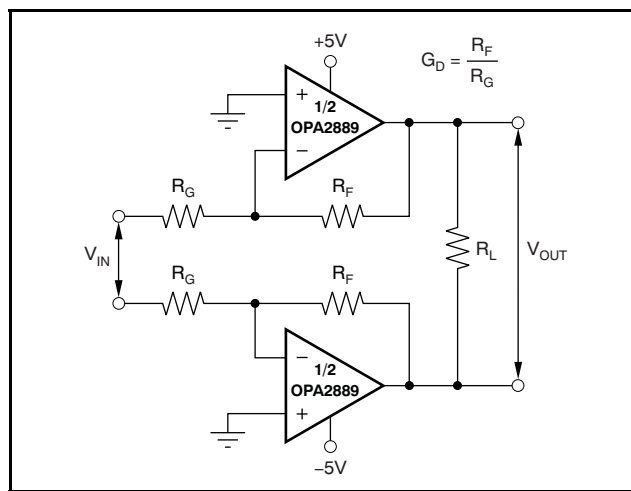 +5V
G_D = R_F / R_G
+
1/2
OPA2889
−
R_G
R_F
V_IN
R_L
V_OUT
R_G
R_F
−
1/2
OPA2889
+
−5V